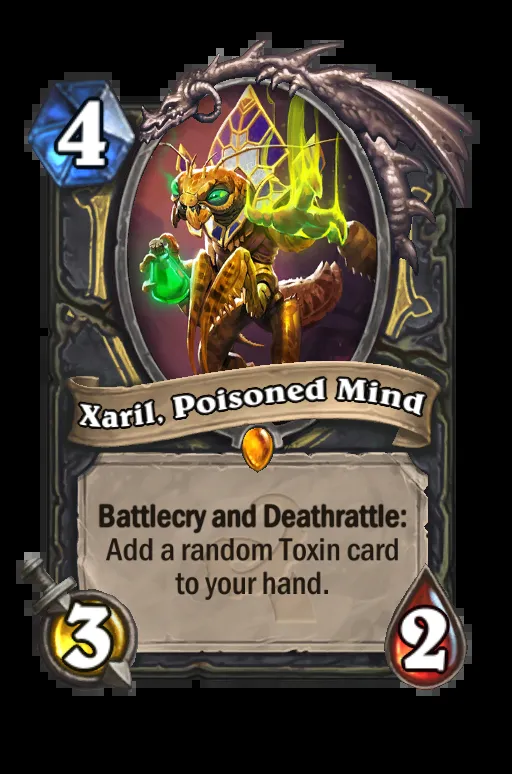 4
Xaril, Poisoned Mind
Battlecry and Deathrattle:
Add a random Toxin card
to your hand.
3
2